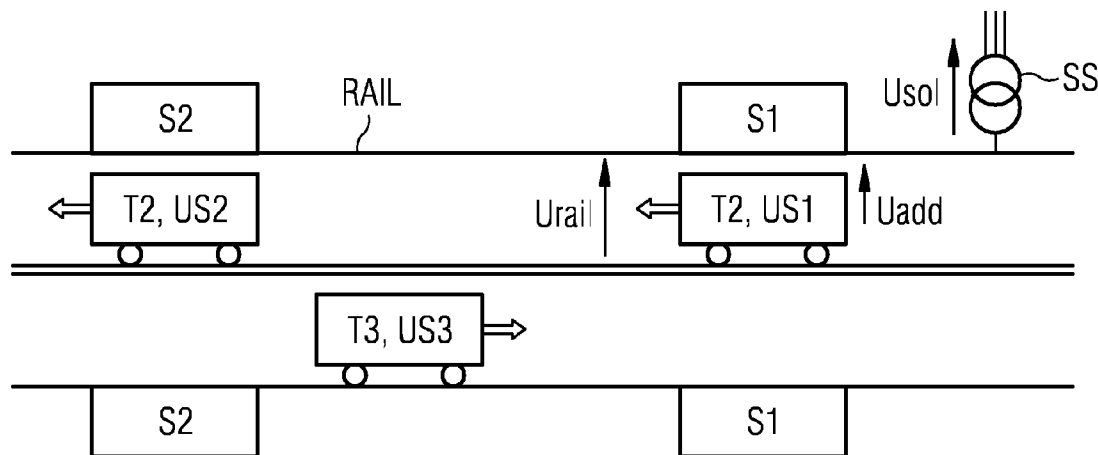 Usol
SS
S2
RAIL
S1
T2, US2
Urail
T2, US1
Uadd
T3, US3
S2
S1